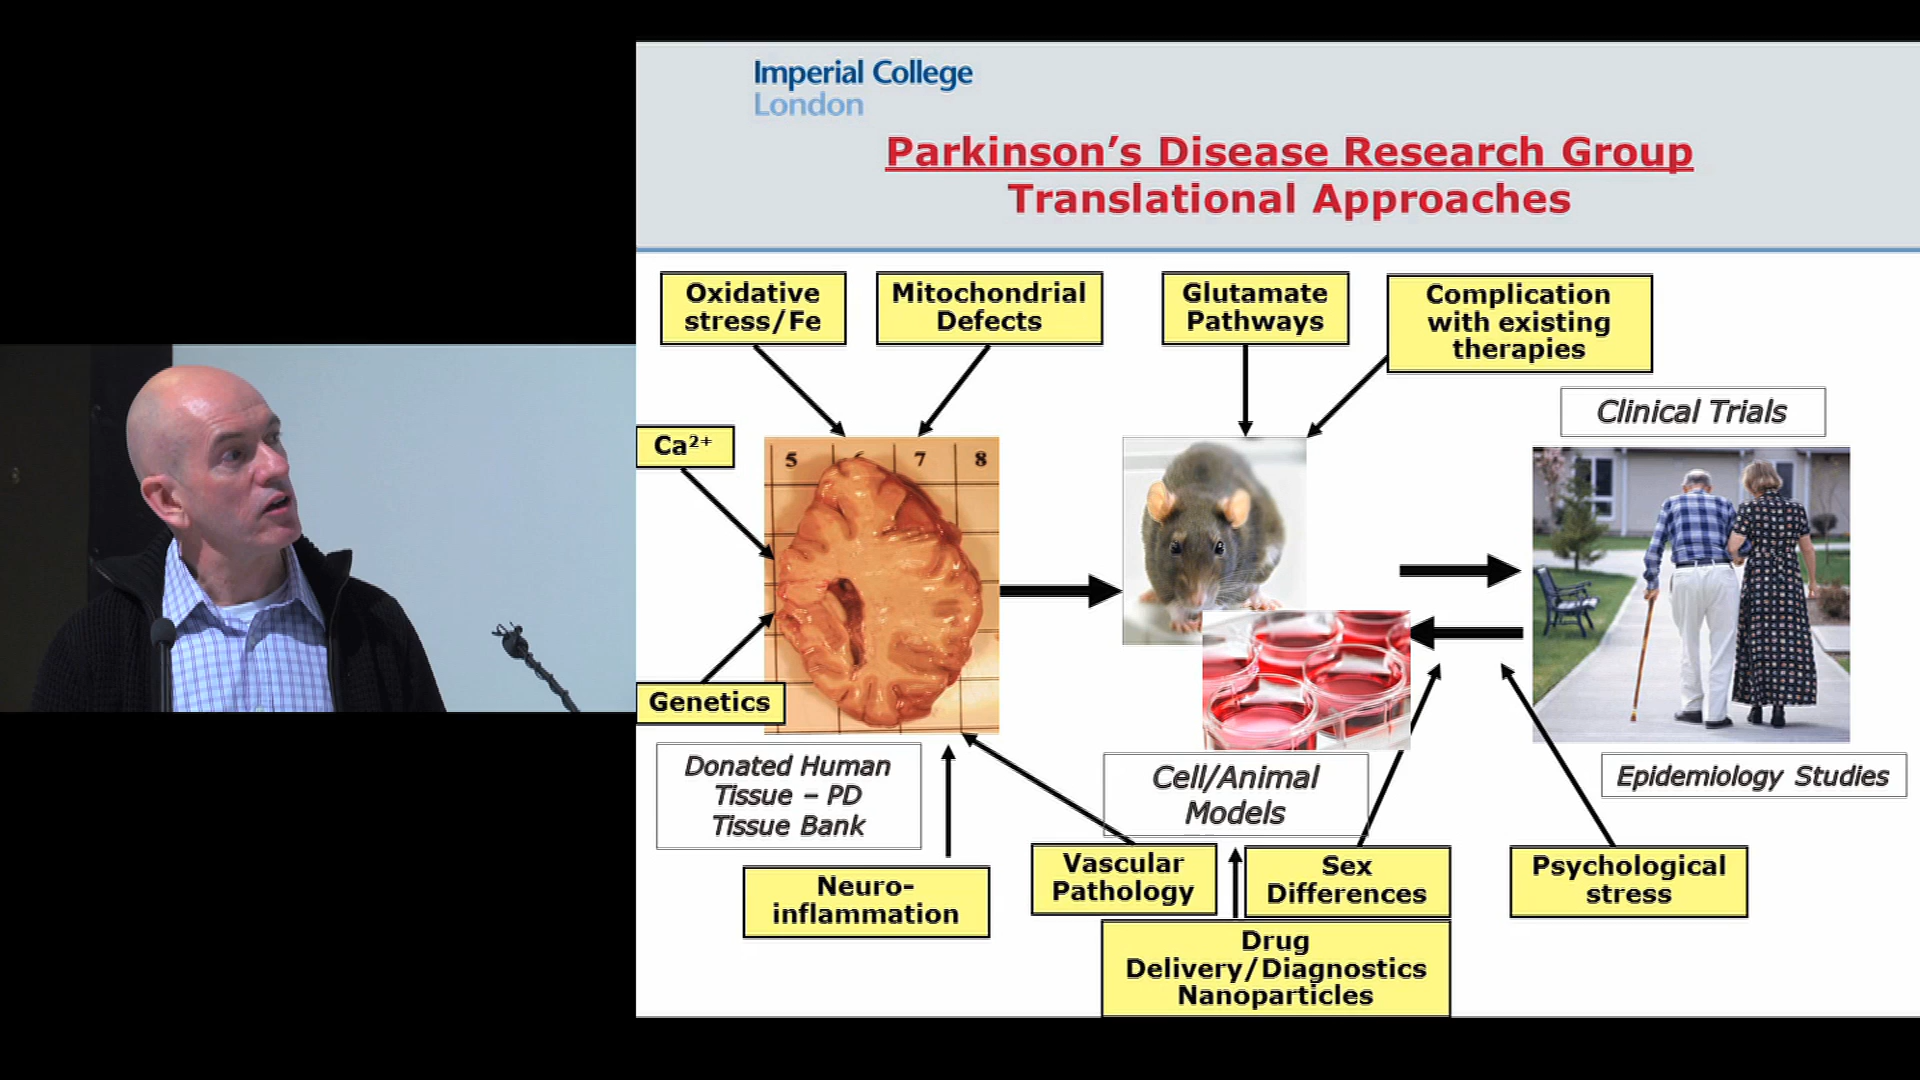 Imperial College
London
Parkinson's Disease Research Group
Translational Approaches
Oxidative
stress/Fe
Mitochondrial
Defects
Glutamate
Pathways
Complication
with existing
therapies
Clinical Trials
Ca²⁺
5 6 7 8
Genetics
Donated Human
Tissue – PD
Tissue Bank
Cell/Animal
Models
Epidemiology Studies
Neuro-
inflammation
Vascular
Pathology
Sex
Differences
Psychological
stress
Drug
Delivery/Diagnostics
Nanoparticles